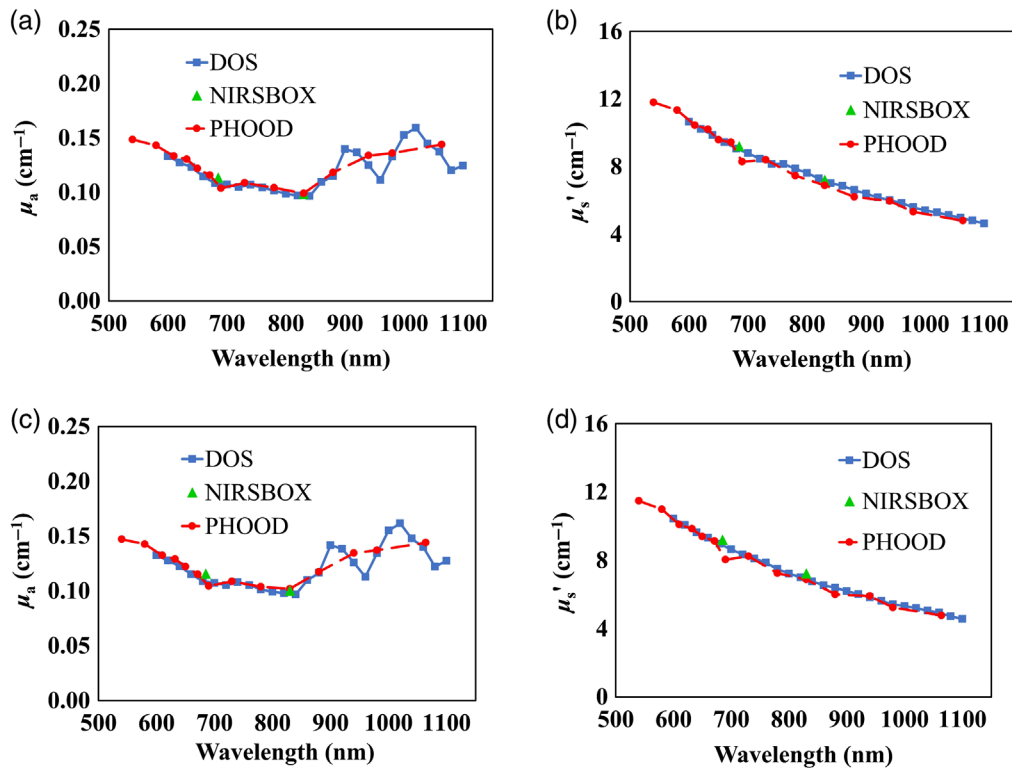 (a)
0.25
0.20
0.15
0.10
0.05
0.00
μa (cm−1)
DOS
NIRSBOX
PHOOD
500 600 700 800 900 1000 1100
Wavelength (nm)
(b)
16
12
8
4
0
μs' (cm−1)
DOS
NIRSBOX
PHOOD
500 600 700 800 900 1000 1100
Wavelength (nm)
(c)
0.25
0.20
0.15
0.10
0.05
0.00
μa (cm−1)
DOS
NIRSBOX
PHOOD
500 600 700 800 900 1000 1100
Wavelength (nm)
(d)
16
12
8
4
0
μs' (cm−1)
DOS
NIRSBOX
PHOOD
500 600 700 800 900 1000 1100
Wavelength (nm)